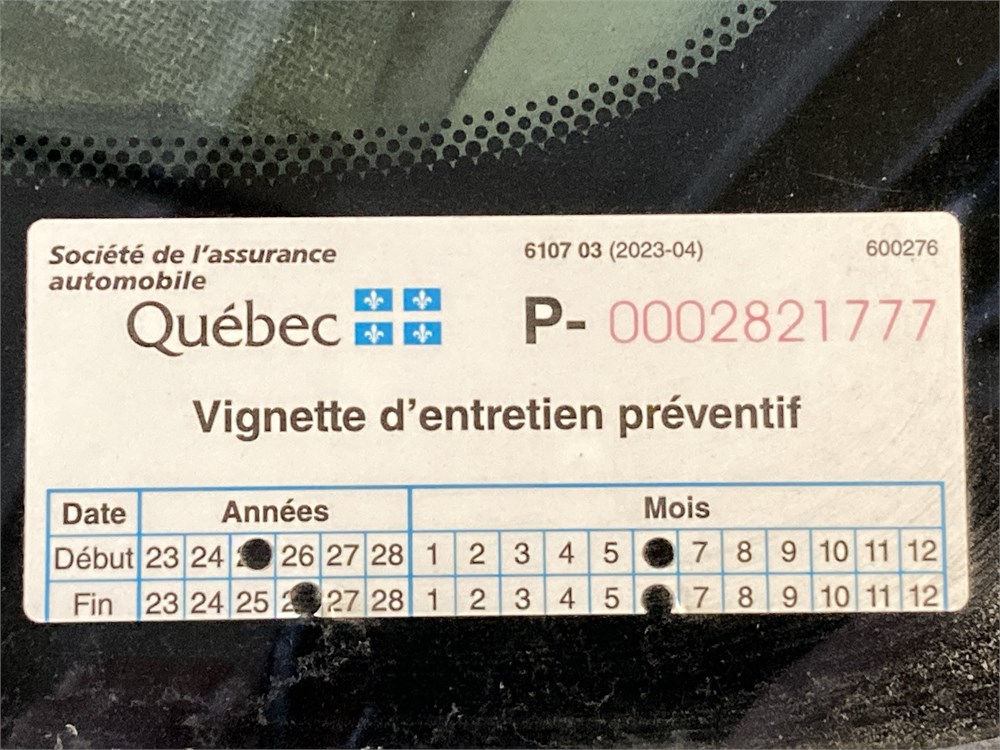 Société de l'assurance
automobile
Québec
6107 03 (2023-04)
600276
P- 0002821777
Vignette d'entretien préventif
Date Années Mois
Début 23 24 26 27 28 1 2 3 4 5 7 8 9 10 11 12
Fin 23 24 25 27 28 1 2 3 4 5 7 8 9 10 11 12